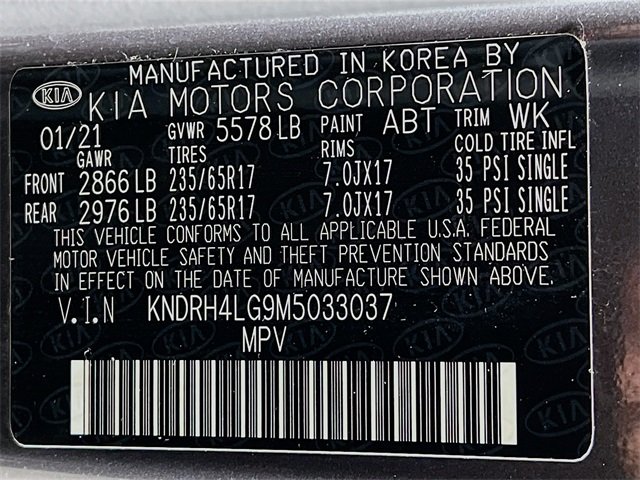 MANUFACTURED IN KOREA BY
KIA KIA MOTORS CORPORATION
01/21 GVWR 5578 LB PAINT ABT TRIM WK
GAWR TIRES RIMS COLD TIRE INFL
FRONT 2866 LB 235/65R17 7.0JX17 35 PSI SINGLE
REAR 2976 LB 235/65R17 7.0JX17 35 PSI SINGLE
THIS VEHICLE CONFORMS TO ALL APPLICABLE U.S.A. FEDERAL
MOTOR VEHICLE SAFETY AND THEFT PREVENTION STANDARDS
IN EFFECT ON THE DATE OF MANUFACTURE SHOWN ABOVE.
V.I.N KNDRH4LG9M5033037
MPV